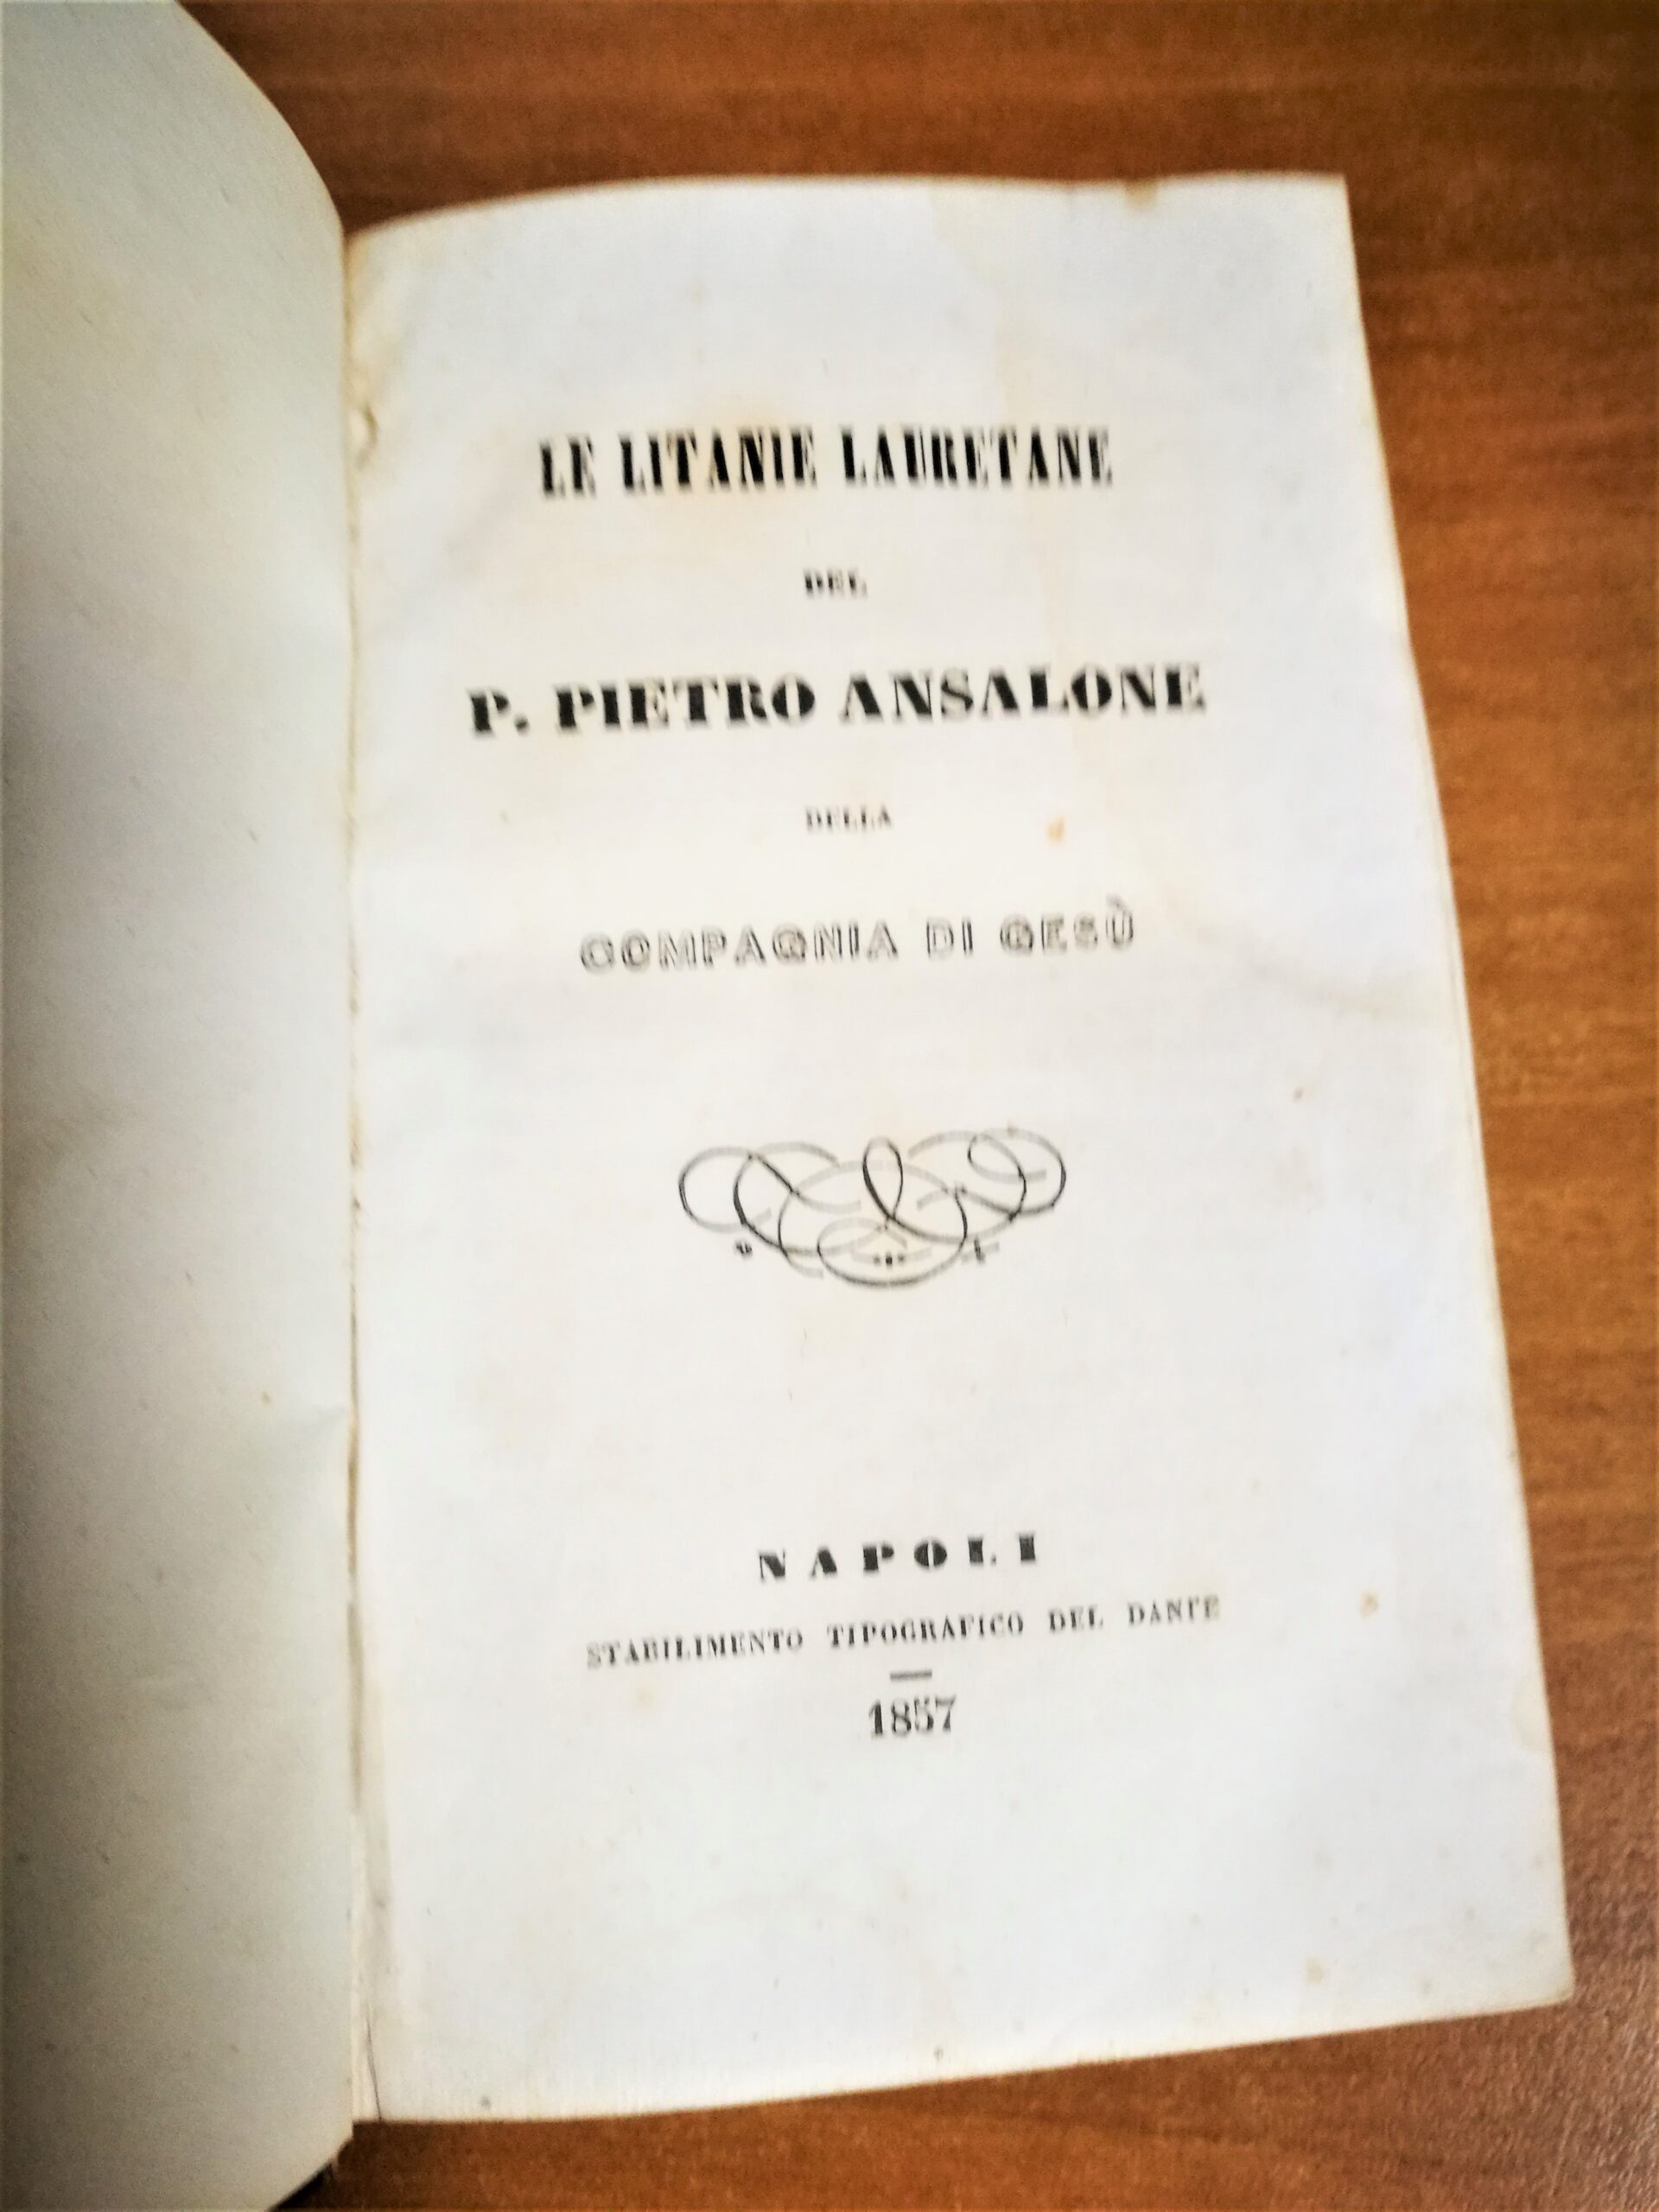 LE LITANIE LAURETANE
DEL
P. PIETRO ANSALONE
DELLA
COMPAGNIA DI GESÙ
NAPOLI
STABILIMENTO TIPOGRAFICO DEL DANTE
1857